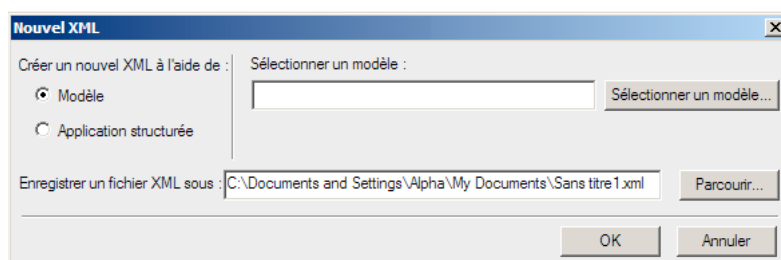 Nouvel XML
Créer un nouvel XML à l'aide de :
Sélectionner un modèle :
Modèle
Sélectionner un modèle...
Application structurée
Enregistrer un fichier XML sous : C:\Documents and Settings\Alpha\My Documents\Sans titre1.xml Parcourir...
OK Annuler